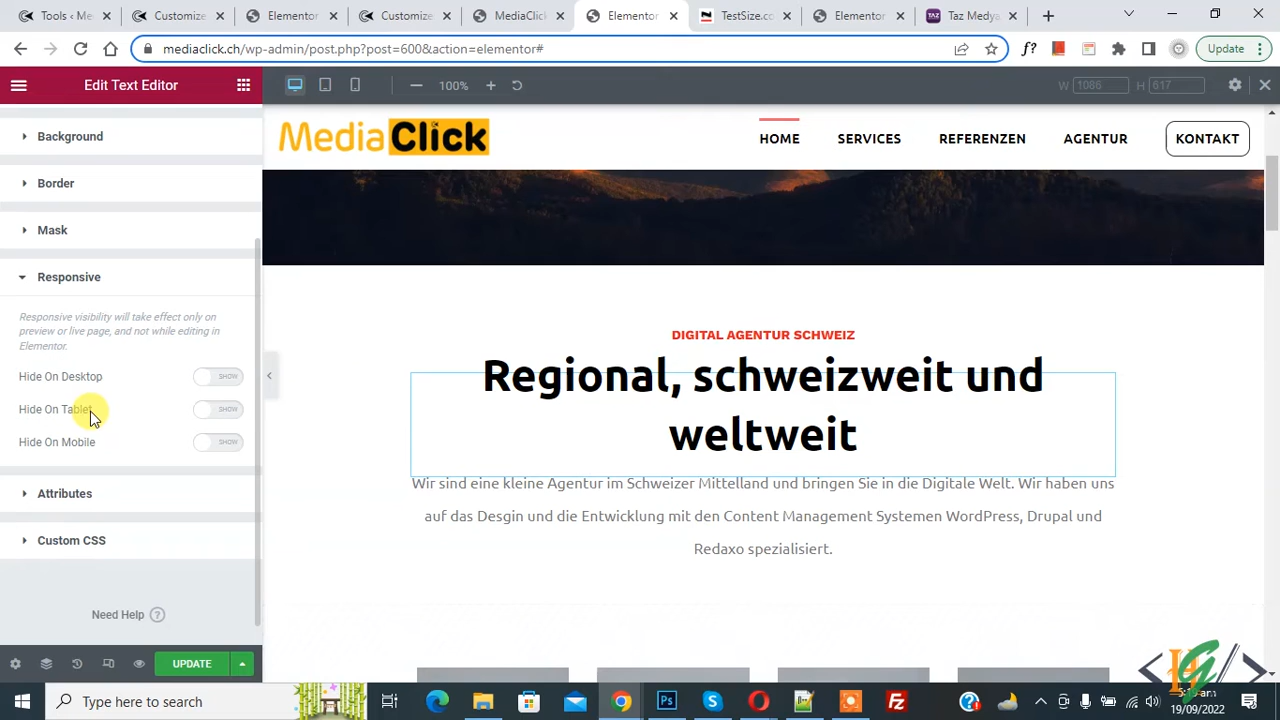 Tools ‹ Me
Customize
Elementor
Customize
MediaClick
Elementor
TestSize.co
Elementor
Taz Medya
mediaclick.ch/wp-admin/post.php?post=600&action=elementor#
f?
Update
Edit Text Editor
100%
W 1086
H 617
Background
MediaClick
HOME
SERVICES
REFERENZEN
AGENTUR
KONTAKT
Border
Mask
Responsive
Responsive visibility will take effect only on
preview or live page, and not while editing in
Elementor.
Hide On Desktop
SHOW
Hide On Tablet
SHOW
Hide On Mobile
SHOW
Attributes
Custom CSS
Need Help
UPDATE
DIGITAL AGENTUR SCHWEIZ
Regional, schweizweit und
weltweit
Wir sind eine kleine Agentur im Schweizer Mittelland und bringen Sie in die Digitale Welt. Wir haben uns
auf das Desgin und die Entwicklung mit den Content Management Systemen WordPress, Drupal und
Redaxo spezialisiert.
Type here to search
19/09/2022